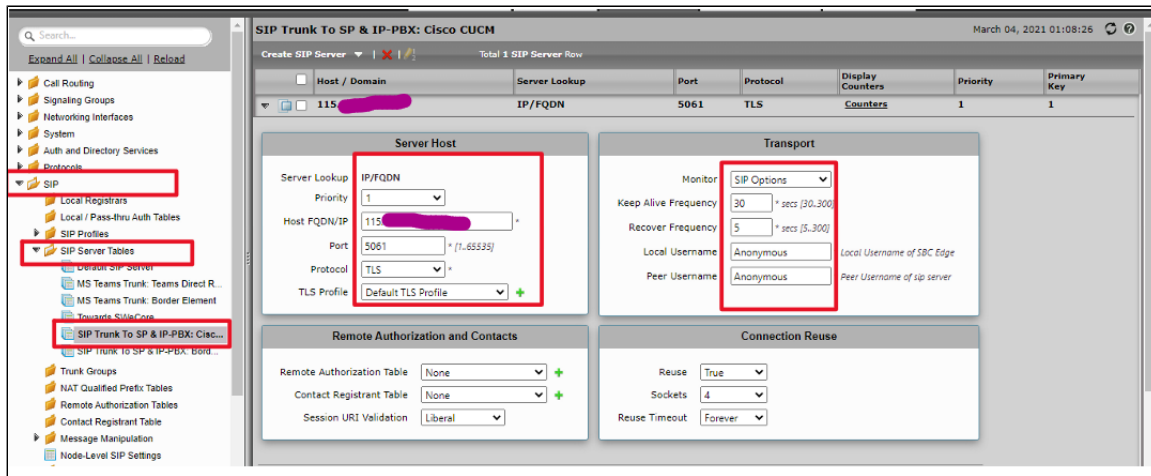 Search...
Expand All | Collapse All | Reload
Call Routing
Signaling Groups
Networking Interfaces
System
Auth and Directory Services
Protocols
SIP
Local Registrars
Local / Pass-thru Auth Tables
SIP Profiles
SIP Server Tables
Default SIP Server
MS Teams Trunk: Teams Direct R...
MS Teams Trunk: Border Element
Towards SWeCore
SIP Trunk To SP & IP-PBX: Cisc...
SIP Trunk To SP & IP-PBX: Bord...
Trunk Groups
NAT Qualified Prefix Tables
Remote Authorization Tables
Contact Registrant Table
Message Manipulation
Node-Level SIP Settings
SIP Trunk To SP & IP-PBX: Cisco CUCM March 04, 2021 01:08:26
Create SIP Server | | Total 1 SIP Server Row
Host / Domain Server Lookup Port Protocol Display Counters Priority Primary Key
115. IP/FQDN 5061 TLS Counters 1 1
Server Host
Server Lookup IP/FQDN
Priority 1
Host FQDN/IP 115 *
Port 5061 * [1..65535]
Protocol TLS *
TLS Profile Default TLS Profile
Transport
Monitor SIP Options
Keep Alive Frequency 30 * secs [30..300]
Recover Frequency 5 * secs [5..300]
Local Username Anonymous Local Username of SBC Edge
Peer Username Anonymous Peer Username of sip server
Remote Authorization and Contacts
Remote Authorization Table None
Contact Registrant Table None
Session URI Validation Liberal
Connection Reuse
Reuse True
Sockets 4
Reuse Timeout Forever